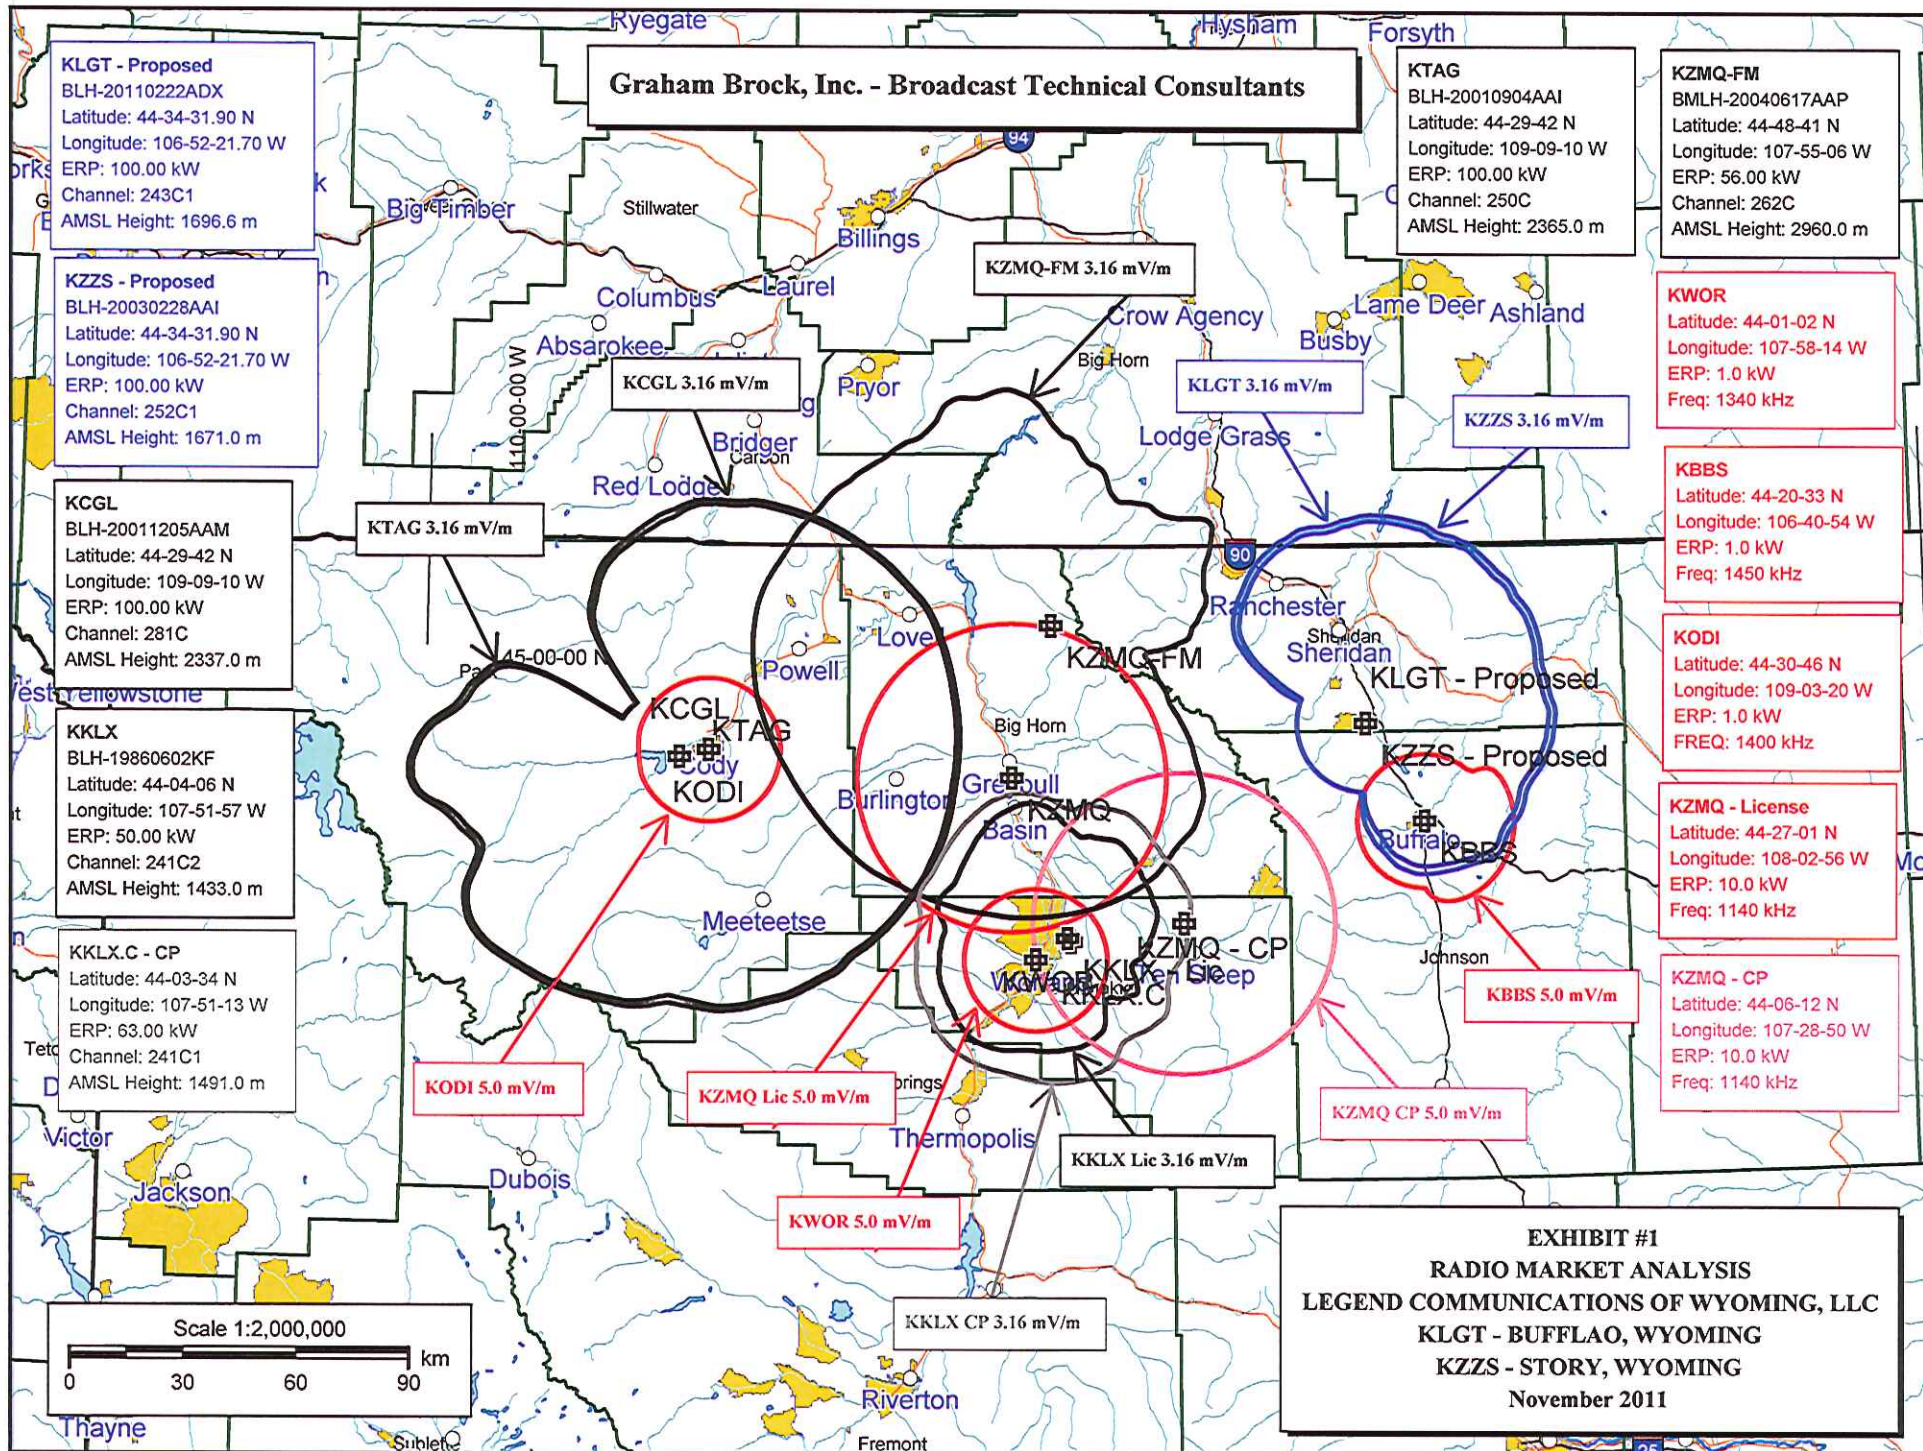 Ryegate
Hysham
Forsyth
Graham Brock, Inc. - Broadcast Technical Consultants
KLGT - Proposed
BLH-20110222ADX
Latitude: 44-34-31.90 N
Longitude: 106-52-21.70 W
ERP: 100.00 kW
Channel: 243C1
AMSL Height: 1696.6 m
KTAG
BLH-20010904AAI
Latitude: 44-29-42 N
Longitude: 109-09-10 W
ERP: 100.00 kW
Channel: 250C
AMSL Height: 2365.0 m
KZMQ-FM
BMLH-20040617AAP
Latitude: 44-48-41 N
Longitude: 107-55-06 W
ERP: 56.00 kW
Channel: 262C
AMSL Height: 2960.0 m
94
Big Timber
Stillwater
Billings
KZZS - Proposed
BLH-20030228AAI
Latitude: 44-34-31.90 N
Longitude: 106-52-21.70 W
ERP: 100.00 kW
Channel: 252C1
AMSL Height: 1671.0 m
KZMQ-FM 3.16 mV/m
Columbus
Laurel
Absarokee
Crow Agency
Lame Deer
Ashland
Busby
Big Horn
Pryor
KWOR
Latitude: 44-01-02 N
Longitude: 107-58-14 W
ERP: 1.0 kW
Freq: 1340 kHz
KCGL 3.16 mV/m
KLGT 3.16 mV/m
KZZS 3.16 mV/m
110-00-00 W
Bridger
Carbon
Lodge Grass
Red Lodge
KBBS
Latitude: 44-20-33 N
Longitude: 106-40-54 W
ERP: 1.0 kW
Freq: 1450 kHz
KCGL
BLH-20011205AAM
Latitude: 44-29-42 N
Longitude: 109-09-10 W
ERP: 100.00 kW
Channel: 281C
AMSL Height: 2337.0 m
KTAG 3.16 mV/m
90
Ranchester
Sheridan
Sheridan
Lovel
Powell
45-00-00 N
West Yellowstone
KZMQ-FM
KLGT - Proposed
KODI
Latitude: 44-30-46 N
Longitude: 109-03-20 W
ERP: 1.0 kW
FREQ: 1400 kHz
KCGL
KTAG
Cody
KODI
Big Horn
KZZS - Proposed
Burlington
KZMQ
Basin
Buffalo
KBBS
KKLX
BLH-19860602KF
Latitude: 44-04-06 N
Longitude: 107-51-57 W
ERP: 50.00 kW
Channel: 241C2
AMSL Height: 1433.0 m
KZMQ - License
Latitude: 44-27-01 N
Longitude: 108-02-56 W
ERP: 10.0 kW
Freq: 1140 kHz
Meeteetse
KZMQ - CP
KKLX - Lic
Ten Sleep
KKLX.C
Johnson
KKLX.C - CP
Latitude: 44-03-34 N
Longitude: 107-51-13 W
ERP: 63.00 kW
Channel: 241C1
AMSL Height: 1491.0 m
KZMQ - CP
Latitude: 44-06-12 N
Longitude: 107-28-50 W
ERP: 10.0 kW
Freq: 1140 kHz
KBBS 5.0 mV/m
KODI 5.0 mV/m
KZMQ Lic 5.0 mV/m
KZMQ CP 5.0 mV/m
prings
Victor
Thermopolis
KKLX Lic 3.16 mV/m
Jackson
Dubois
KWOR 5.0 mV/m
KKLX CP 3.16 mV/m
EXHIBIT #1
RADIO MARKET ANALYSIS
LEGEND COMMUNICATIONS OF WYOMING, LLC
KLGT - BUFFLAO, WYOMING
KZZS - STORY, WYOMING
November 2011
Scale 1:2,000,000
km
0 30 60 90
Riverton
Thayne
Sublette
Fremont
25